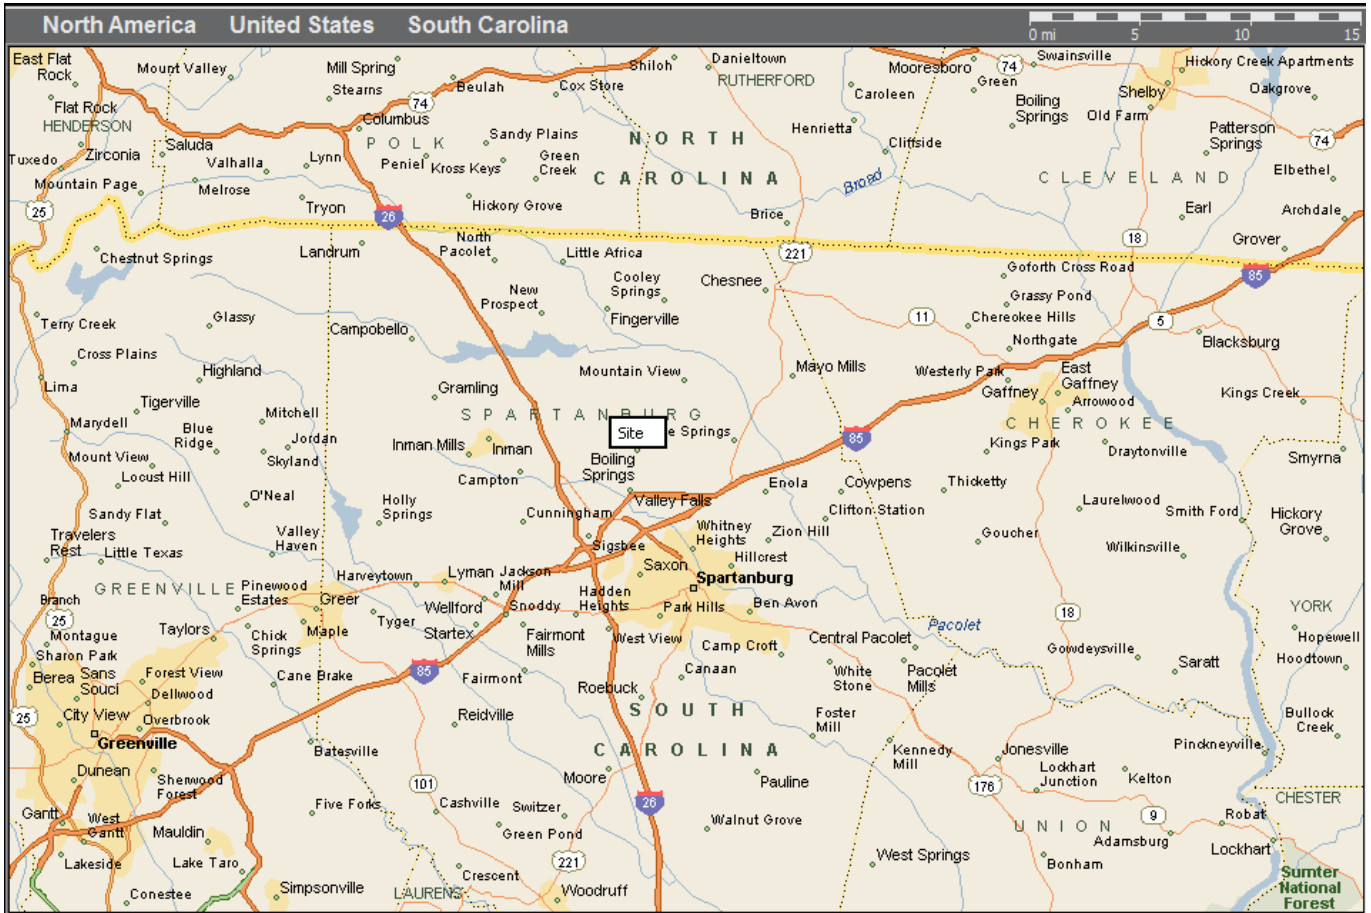 North America United States South Carolina
0 mi 5 10 15
East Flat
Rock
Mount Valley
Mill Spring
Stearns
74
Beulah
Cox Store
Shiloh
Danieltown
RUTHERFORD
Mooresboro
74
Green
Swainsville
Hickory Creek Apartments
Shelby
Oakgrove
Flat Rock
HENDERSON
Columbus
POLK
Sandy Plains
NORTH
CAROLINA
Caroleen
Henrietta
Boiling
Springs
Old Farm
Patterson
Springs
74
Tuxedo
Zirconia
Saluda
Valhalla
Lynn
Peniel
Kross Keys
Green
Creek
Cliffside
Broad
CLEVELAND
Elbethel
Mountain Page
Melrose
25
Tryon
26
Hickory Grove
Brice
Earl
Archdale
Chestnut Springs
Landrum
North
Pacolet
Little Africa
221
18
Grover
Cooley
Springs
Chesnee
Goforth Cross Road
85
New
Prospect
Fingerville
Grassy Pond
Terry Creek
Glassy
Campobello
11
Chereokee Hills
5
Northgate
Blacksburg
Cross Plains
Highland
Mountain View
Mayo Mills
Westerly Park
East
Gaffney
Lima
Gramling
Gaffney
Arrowood
Kings Creek
Tigerville
Mitchell
SPARTANBURG
CHEROKEE
Marydell
Blue
Ridge
Jordan
Inman Mills
Inman
Site
e Springs
85
Kings Park
Draytonville
Mount View
Skyland
Boiling
Springs
Smyrna
Locust Hill
Campton
Enola
Cowpens
Thicketty
O'Neal
Holly
Springs
Valley Falls
Laurelwood
Sandy Flat
Cunningham
Clifton Station
Smith Ford
Hickory
Grove
Travelers
Rest
Valley
Haven
Whitney
Heights
Zion Hill
Goucher
Little Texas
Sigsbee
Hillcrest
Wilkinsville
Saxon
Spartanburg
GREENVILLE
Pinewood
Estates
Harveytown
Lyman
Jackson
Mill
Hadden
Heights
Branch
Greer
Wellford
Snoddy
Park Hills
Ben Avon
18
YORK
25
Taylors
Chick
Springs
Maple
Tyger
Startex
Fairmont
Mills
West View
Camp Croft
Central Pacolet
Pacolet
Hopewell
Montague
Sharon Park
Gowdeysville
Hoodtown
Berea
Sans
Souci
Forest View
Cane Brake
85
Fairmont
Canaan
White
Stone
Pacolet
Mills
Saratt
Dellwood
Roebuck
25
City View
Overbrook
Reidville
SOUTH
CAROLINA
Foster
Mill
Bullock
Creek
Greenville
Batesville
Kennedy
Mill
Jonesville
Pinckneyville
Dunean
Sherwood
Forest
101
Moore
Pauline
176
Lockhart
Junction
Kelton
CHESTER
Gantt
West
Gantt
Five Forks
Cashville
Switzer
26
Walnut Grove
UNION
9
Robat
Mauldin
Green Pond
Adamsburg
Lakeside
Lake Taro
Crescent
221
West Springs
Bonham
Lockhart
Conestee
Simpsonville
LAURENS
Woodruff
Sumter
National
Forest